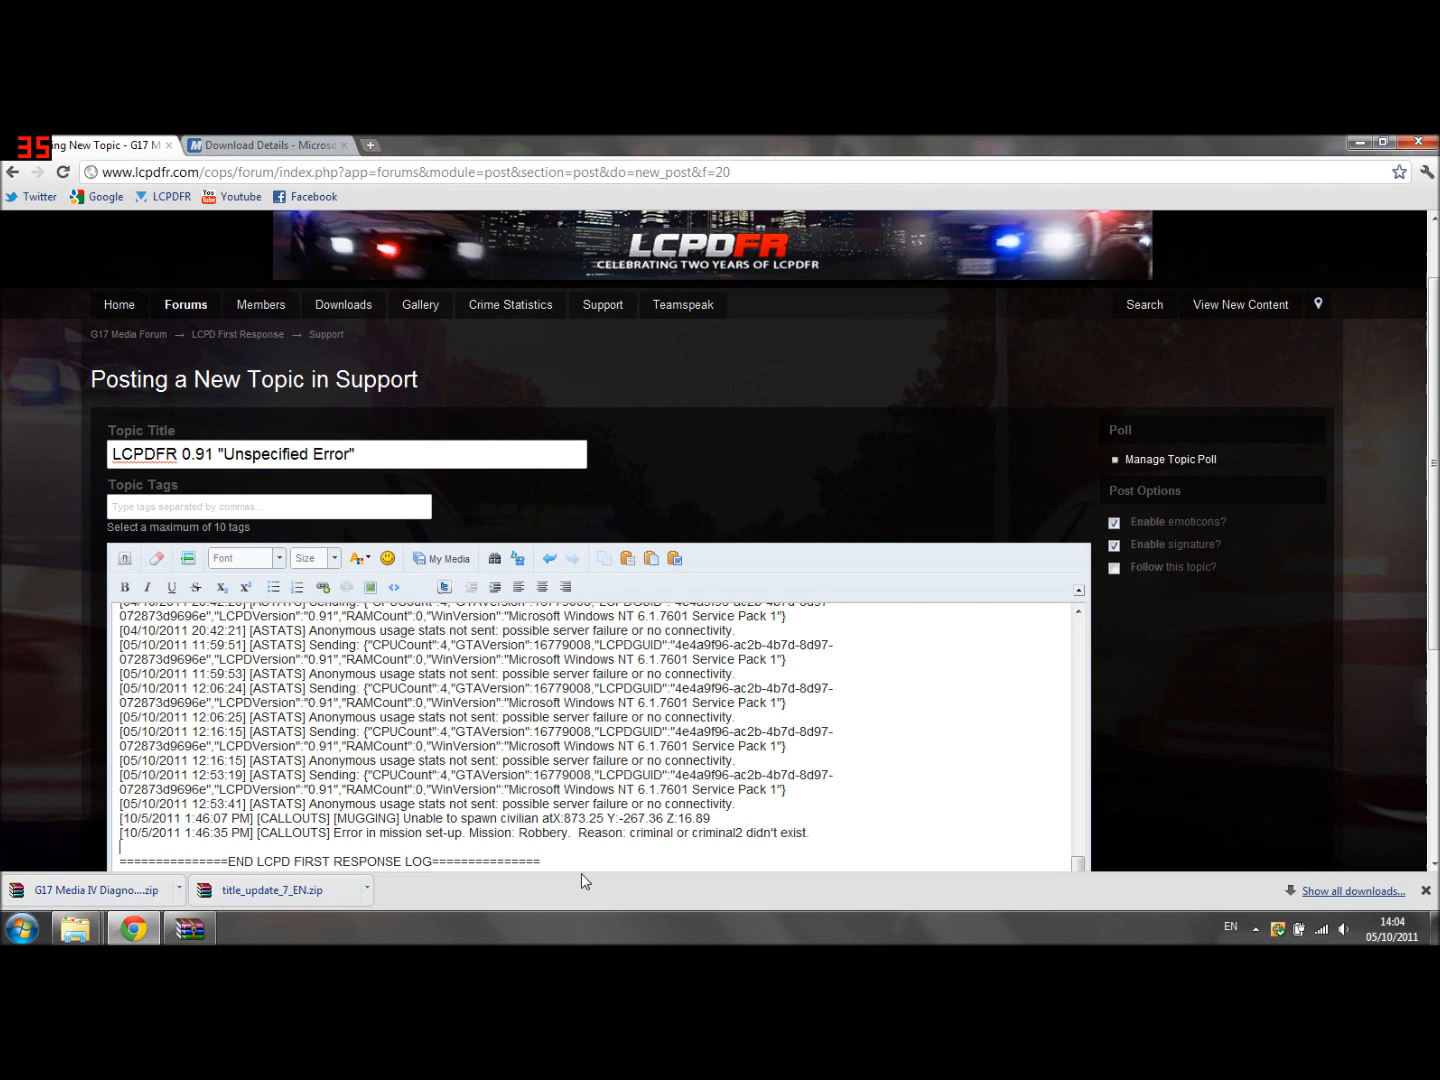 35
ing New Topic - G17 M
Download Details - Microso
www.lcpdfr.com/cops/forum/index.php?app=forums&module=post&section=post&do=new_post&f=20
Twitter
Google
LCPDFR
Youtube
Facebook
LCPDFR
CELEBRATING TWO YEARS OF LCPDFR
Home
Forums
Members
Downloads
Gallery
Crime Statistics
Support
Teamspeak
Search
View New Content
G17 Media Forum → LCPD First Response → Support
Posting a New Topic in Support
Topic Title
LCPDFR 0.91 "Unspecified Error"
Topic Tags
Type tags separated by commas...
Select a maximum of 10 tags
Poll
Manage Topic Poll
Post Options
Enable emoticons?
Enable signature?
Follow this topic?
Font
Size
My Media
072873d9696e","LCPDVersion":"0.91","RAMCount":0,"WinVersion":"Microsoft Windows NT 6.1.7601 Service Pack 1"}
[04/10/2011 20:42:21] [ASTATS] Anonymous usage stats not sent: possible server failure or no connectivity.
[05/10/2011 11:59:51] [ASTATS] Sending: {"CPUCount":4,"GTAVersion":16779008,"LCPDGUID":"4e4a9f96-ac2b-4b7d-8d97-
072873d9696e","LCPDVersion":"0.91","RAMCount":0,"WinVersion":"Microsoft Windows NT 6.1.7601 Service Pack 1"}
[05/10/2011 11:59:53] [ASTATS] Anonymous usage stats not sent: possible server failure or no connectivity.
[05/10/2011 12:06:24] [ASTATS] Sending: {"CPUCount":4,"GTAVersion":16779008,"LCPDGUID":"4e4a9f96-ac2b-4b7d-8d97-
072873d9696e","LCPDVersion":"0.91","RAMCount":0,"WinVersion":"Microsoft Windows NT 6.1.7601 Service Pack 1"}
[05/10/2011 12:06:25] [ASTATS] Anonymous usage stats not sent: possible server failure or no connectivity.
[05/10/2011 12:16:15] [ASTATS] Sending: {"CPUCount":4,"GTAVersion":16779008,"LCPDGUID":"4e4a9f96-ac2b-4b7d-8d97-
072873d9696e","LCPDVersion":"0.91","RAMCount":0,"WinVersion":"Microsoft Windows NT 6.1.7601 Service Pack 1"}
[05/10/2011 12:16:15] [ASTATS] Anonymous usage stats not sent: possible server failure or no connectivity.
[05/10/2011 12:53:19] [ASTATS] Sending: {"CPUCount":4,"GTAVersion":16779008,"LCPDGUID":"4e4a9f96-ac2b-4b7d-8d97-
072873d9696e","LCPDVersion":"0.91","RAMCount":0,"WinVersion":"Microsoft Windows NT 6.1.7601 Service Pack 1"}
[05/10/2011 12:53:41] [ASTATS] Anonymous usage stats not sent: possible server failure or no connectivity.
[10/5/2011 1:46:07 PM] [CALLOUTS] [MUGGING] Unable to spawn civilian atX:873.25 Y:-267.36 Z:16.89
[10/5/2011 1:46:35 PM] [CALLOUTS] Error in mission set-up. Mission: Robbery.  Reason: criminal or criminal2 didn't exist.
===============END LCPD FIRST RESPONSE LOG===============
G17 Media IV Diagno....zip
title_update_7_EN.zip
Show all downloads...
EN
14:04
05/10/2011